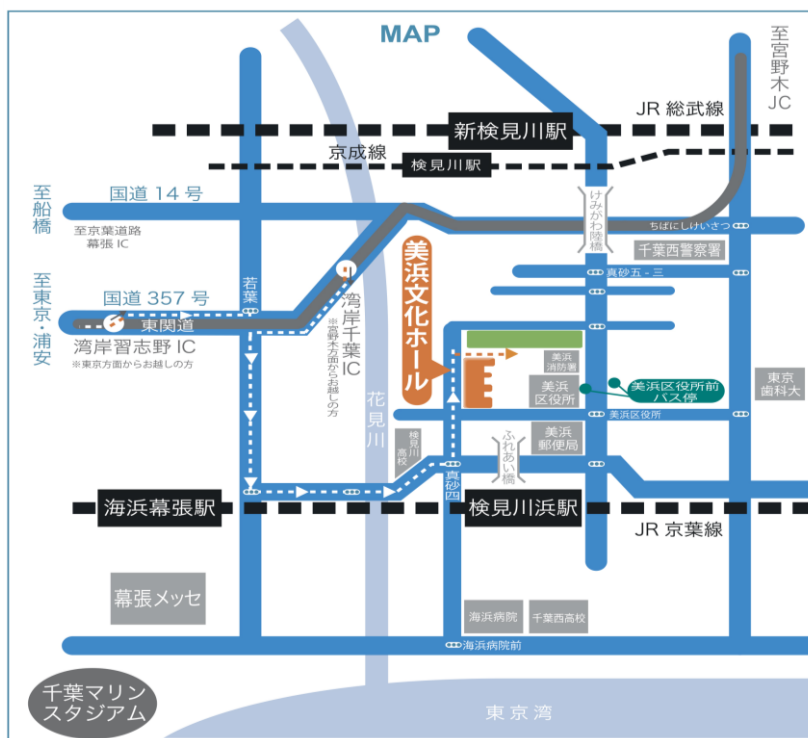 MAP
至宮野木JC
JR 総武線
新検見川駅
京成線
検見川駅
至船橋
国道 14 号
至京葉道路
幕張 IC
けみがわ陸橋
ちばにしけいさつ
千葉西警察署
真砂五 - 三
至東京・浦安
国道 357 号
若葉
東関道
湾岸習志野 IC
※東京方面からお越しの方
湾岸千葉IC
※宮野木方面からお越しの方
美浜文化ホール
美浜
消防署
美浜
区役所
美浜区役所前
バス停
東京
歯科大
美浜区役所
花見川
検見川
高校
ふれあい橋
美浜
郵便局
真砂四
海浜幕張駅
検見川浜駅
JR 京葉線
幕張メッセ
海浜病院
千葉西高校
海浜病院前
千葉マリン
スタジアム
東京湾